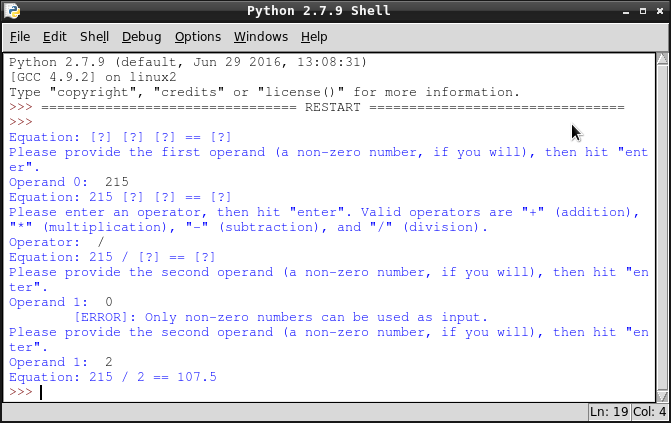 Python 2.7.9 Shell
File Edit Shell Debug Options Windows Help
Python 2.7.9 (default, Jun 29 2016, 13:08:31)
[GCC 4.9.2] on linux2
Type "copyright", "credits" or "license()" for more information.
>>> ================================ RESTART ================================
>>>
Equation: [?] [?] [?] == [?]
Please provide the first operand (a non-zero number, if you will), then hit "ent
er".
Operand 0:  215
Equation: 215 [?] [?] == [?]
Please enter an operator, then hit "enter". Valid operators are "+" (addition),
"*" (multiplication), "-" (subtraction), and "/" (division).
Operator:  /
Equation: 215 / [?] == [?]
Please provide the second operand (a non-zero number, if you will), then hit "en
ter".
Operand 1:  0
        [ERROR]: Only non-zero numbers can be used as input.
Please provide the second operand (a non-zero number, if you will), then hit "en
ter".
Operand 1:  2
Equation: 215 / 2 == 107.5
>>>
Ln: 19 Col: 4